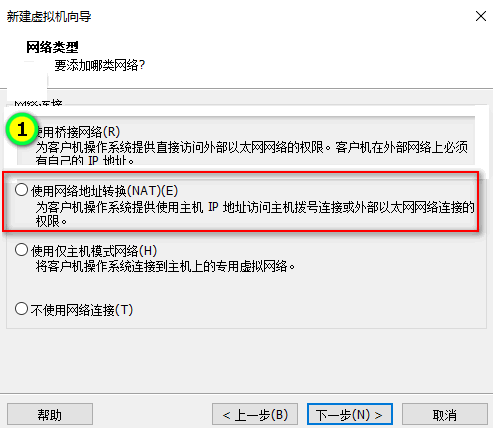 新建虚拟机向导
网络类型
要添加哪类网络?
网络连接
1
使用桥接网络(R)
为客户机操作系统提供直接访问外部以太网网络的权限。客户机在外部网络上必须
有自己的 IP 地址。
使用网络地址转换(NAT)(E)
为客户机操作系统提供使用主机 IP 地址访问主机拨号连接或外部以太网网络连接的
权限。
使用仅主机模式网络(H)
将客户机操作系统连接到主机上的专用虚拟网络。
不使用网络连接(T)
帮助
< 上一步(B)
下一步(N) >
取消